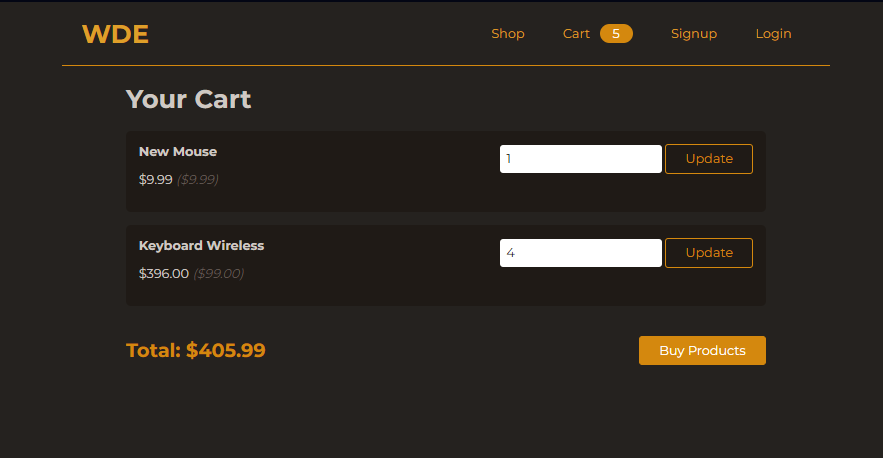 WDE Shop Cart 5 Signup Login
Your Cart
New Mouse
1 Update
$9.99 ($9.99)
Keyboard Wireless
4 Update
$396.00 ($99.00)
Total: $405.99 Buy Products